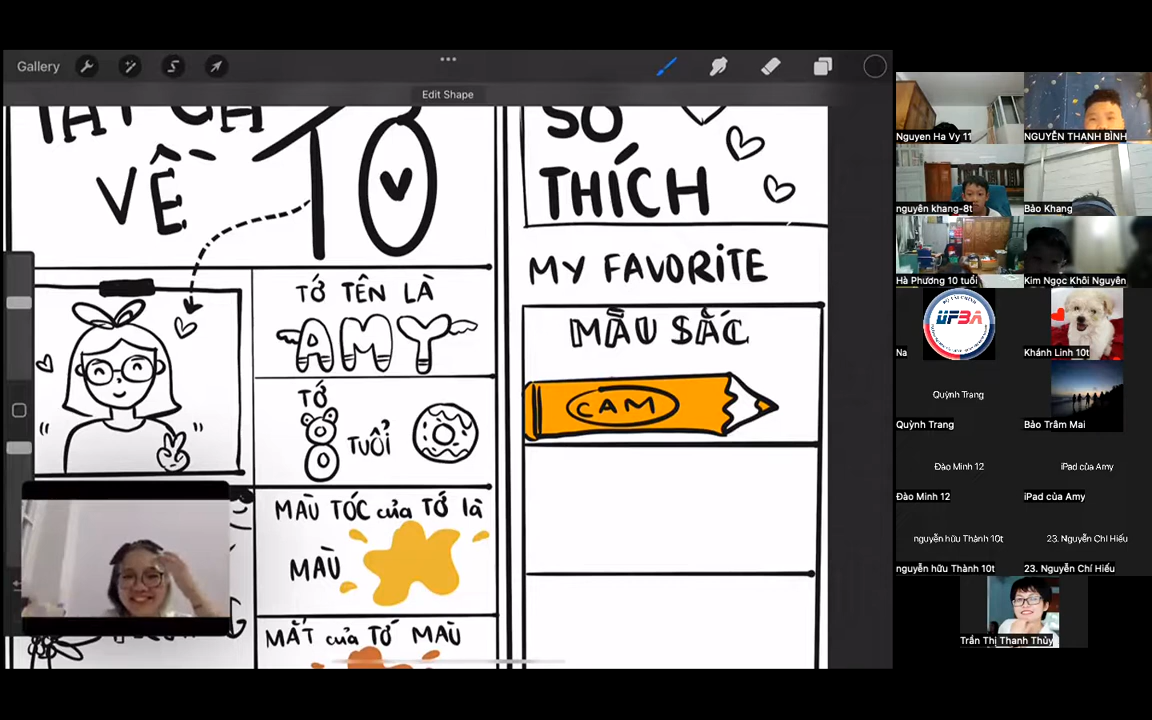 Gallery
Edit Shape
VỀ
TỚ TÊN LÀ
AMY
TỚ
8 TUỔI
MÀU TÓC của TỚ là
MÀU
MẮT của TỚ MÀU
SỞ
THÍCH
MY FAVORiTE
MÀU SẮC
CAM
Nguyen Ha Vy 11
NGUYỄN THANH BÌNH
nguyễn khang-8t
Bảo Khang
Hà Phương 10 tuổi
Kim Ngọc Khôi Nguyên
UFBA
Na
Khánh Linh 10t
Quỳnh Trang
Quỳnh Trang
Bảo Trâm Mai
Đào Minh 12
iPad của Amy
Đào Minh 12
iPad của Amy
nguyễn hữu Thành 10t
23. Nguyễn Chí Hiếu
nguyễn hữu Thành 10t
23. Nguyễn Chí Hiếu
Trần Thị Thanh Thủy